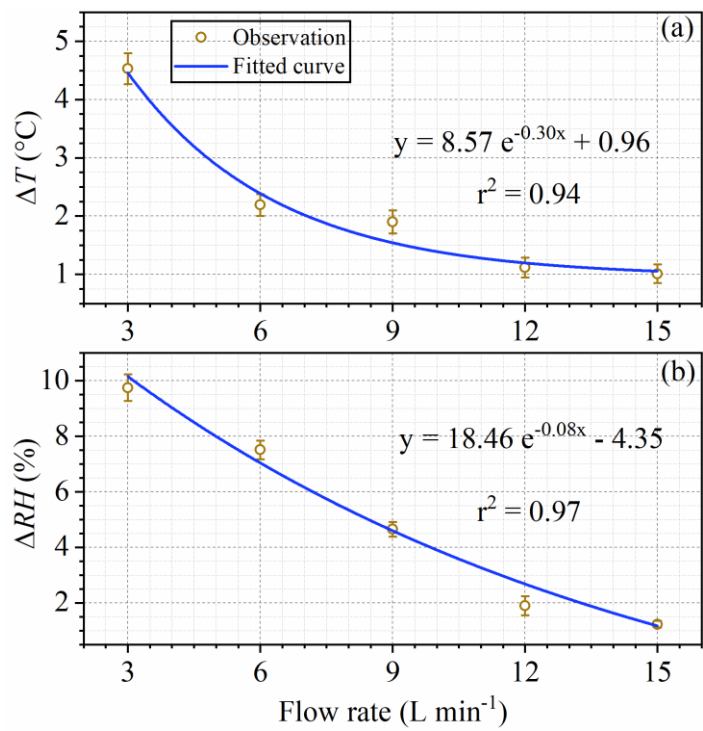 (a)
Observation
Fitted curve
y = 8.57 e^-0.30x + 0.96
r² = 0.94
ΔT (°C)
5
4
3
2
1
3 6 9 12 15
(b)
y = 18.46 e^-0.08x - 4.35
r² = 0.97
ΔRH (%)
10
8
6
4
2
3 6 9 12 15
Flow rate (L min⁻¹)